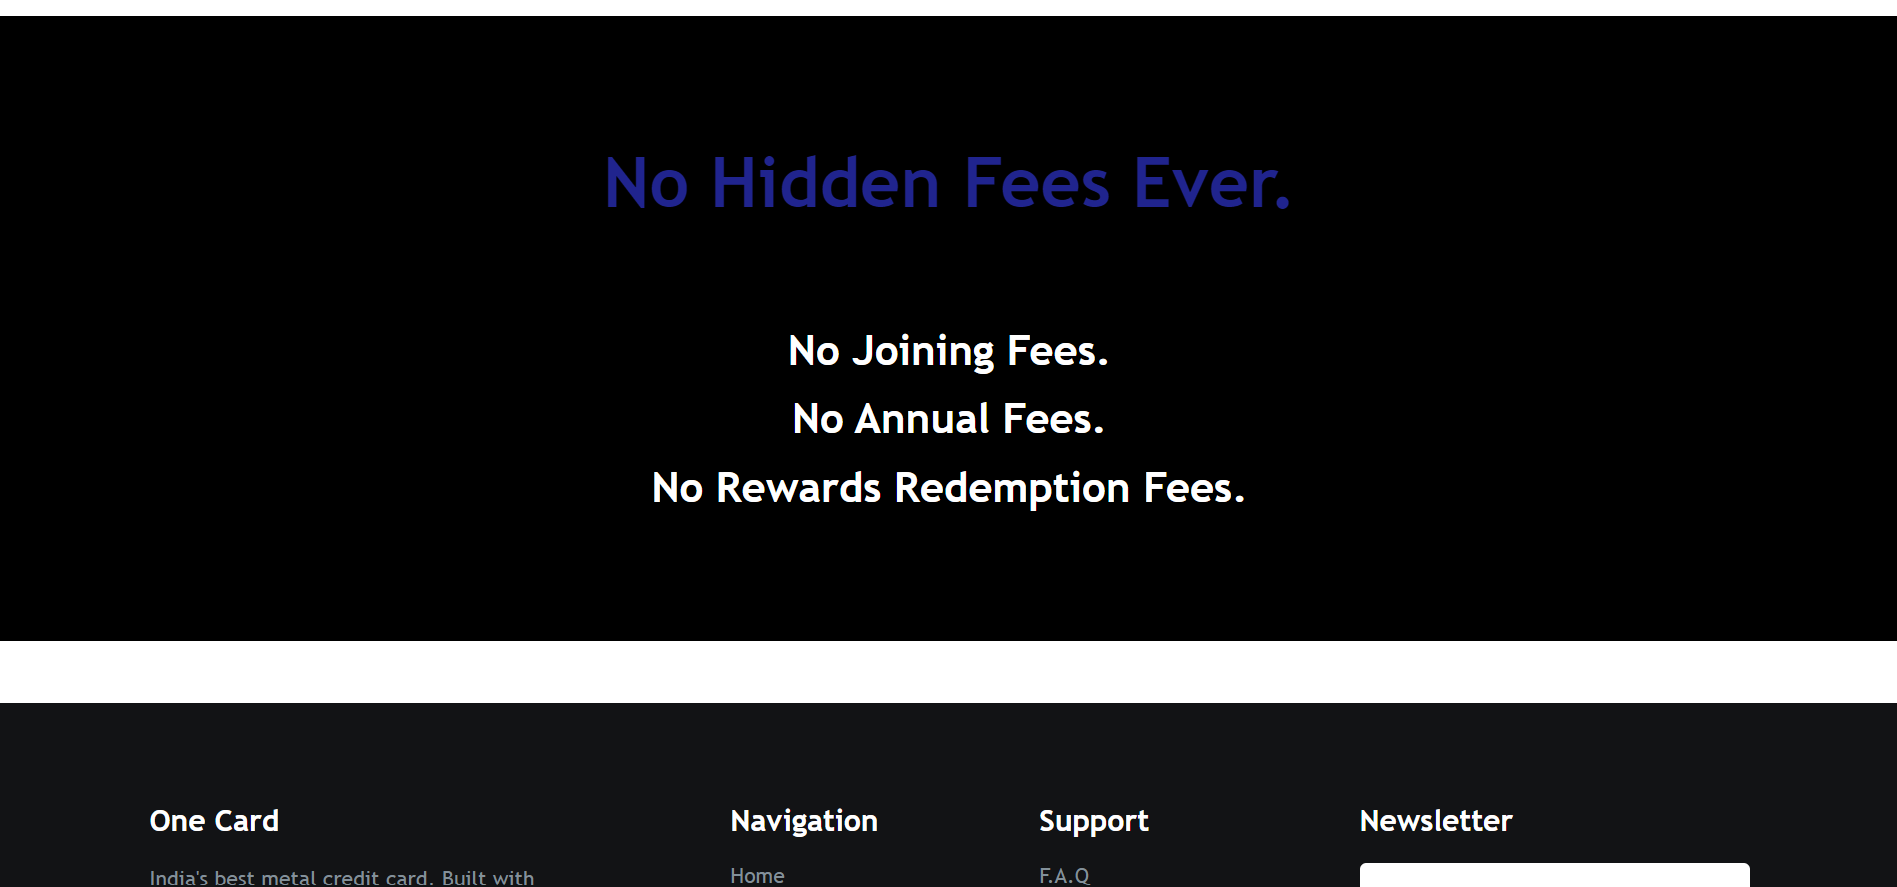 No Hidden Fees Ever.
No Joining Fees.
No Annual Fees.
No Rewards Redemption Fees.
One Card
India's best metal credit card. Built with
Navigation
Home
Support
F.A.Q
Newsletter